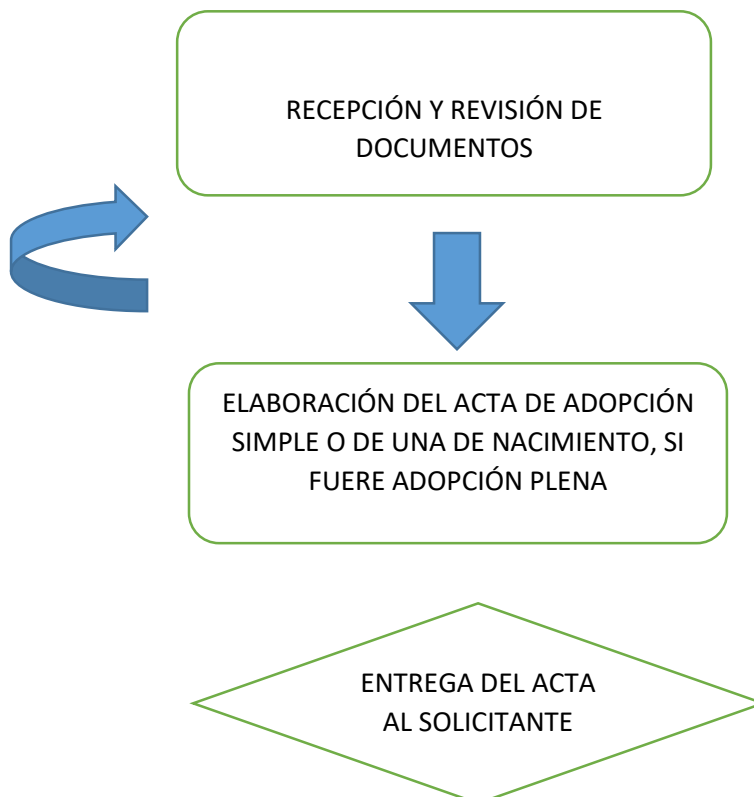 RECEPCIÓN Y REVISIÓN DE
DOCUMENTOS
ELABORACIÓN DEL ACTA DE ADOPCIÓN
SIMPLE O DE UNA DE NACIMIENTO, SI
FUERE ADOPCIÓN PLENA
ENTREGA DEL ACTA
AL SOLICITANTE